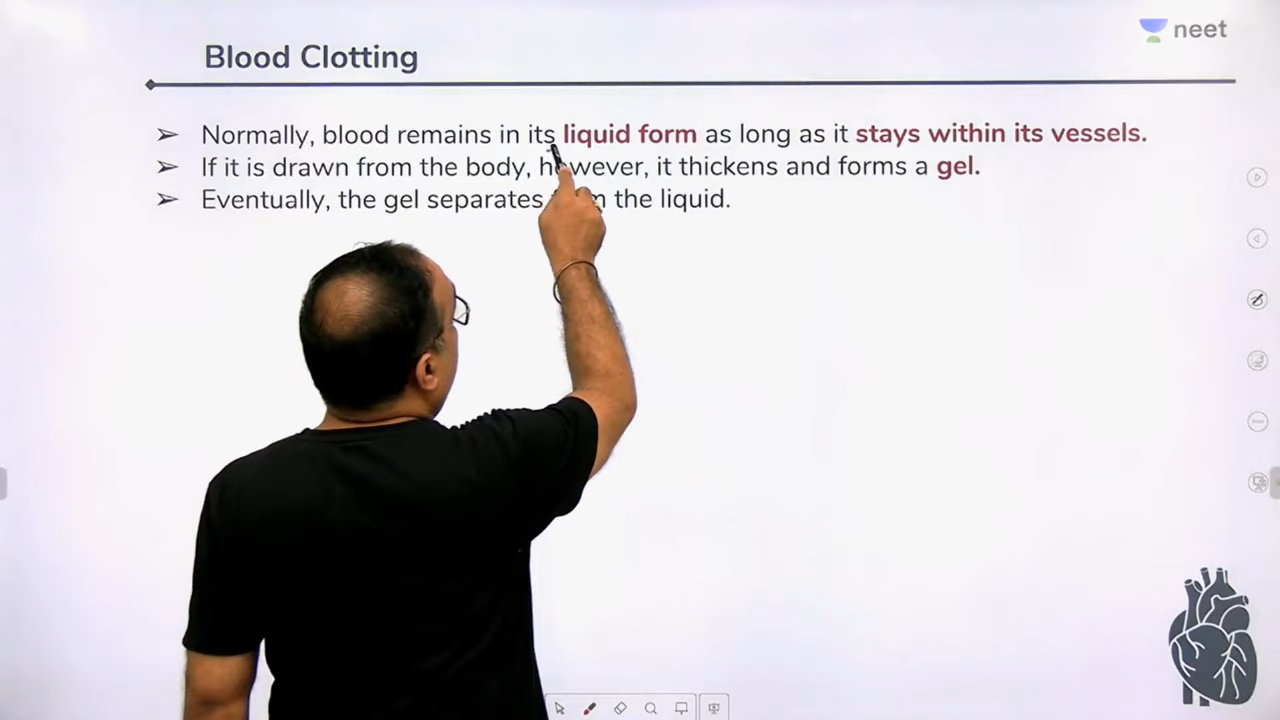 neet
Blood Clotting
➢ Normally, blood remains in its liquid form as long as it stays within its vessels.
➢ If it is drawn from the body, however, it thickens and forms a gel.
➢ Eventually, the gel separates the liquid.